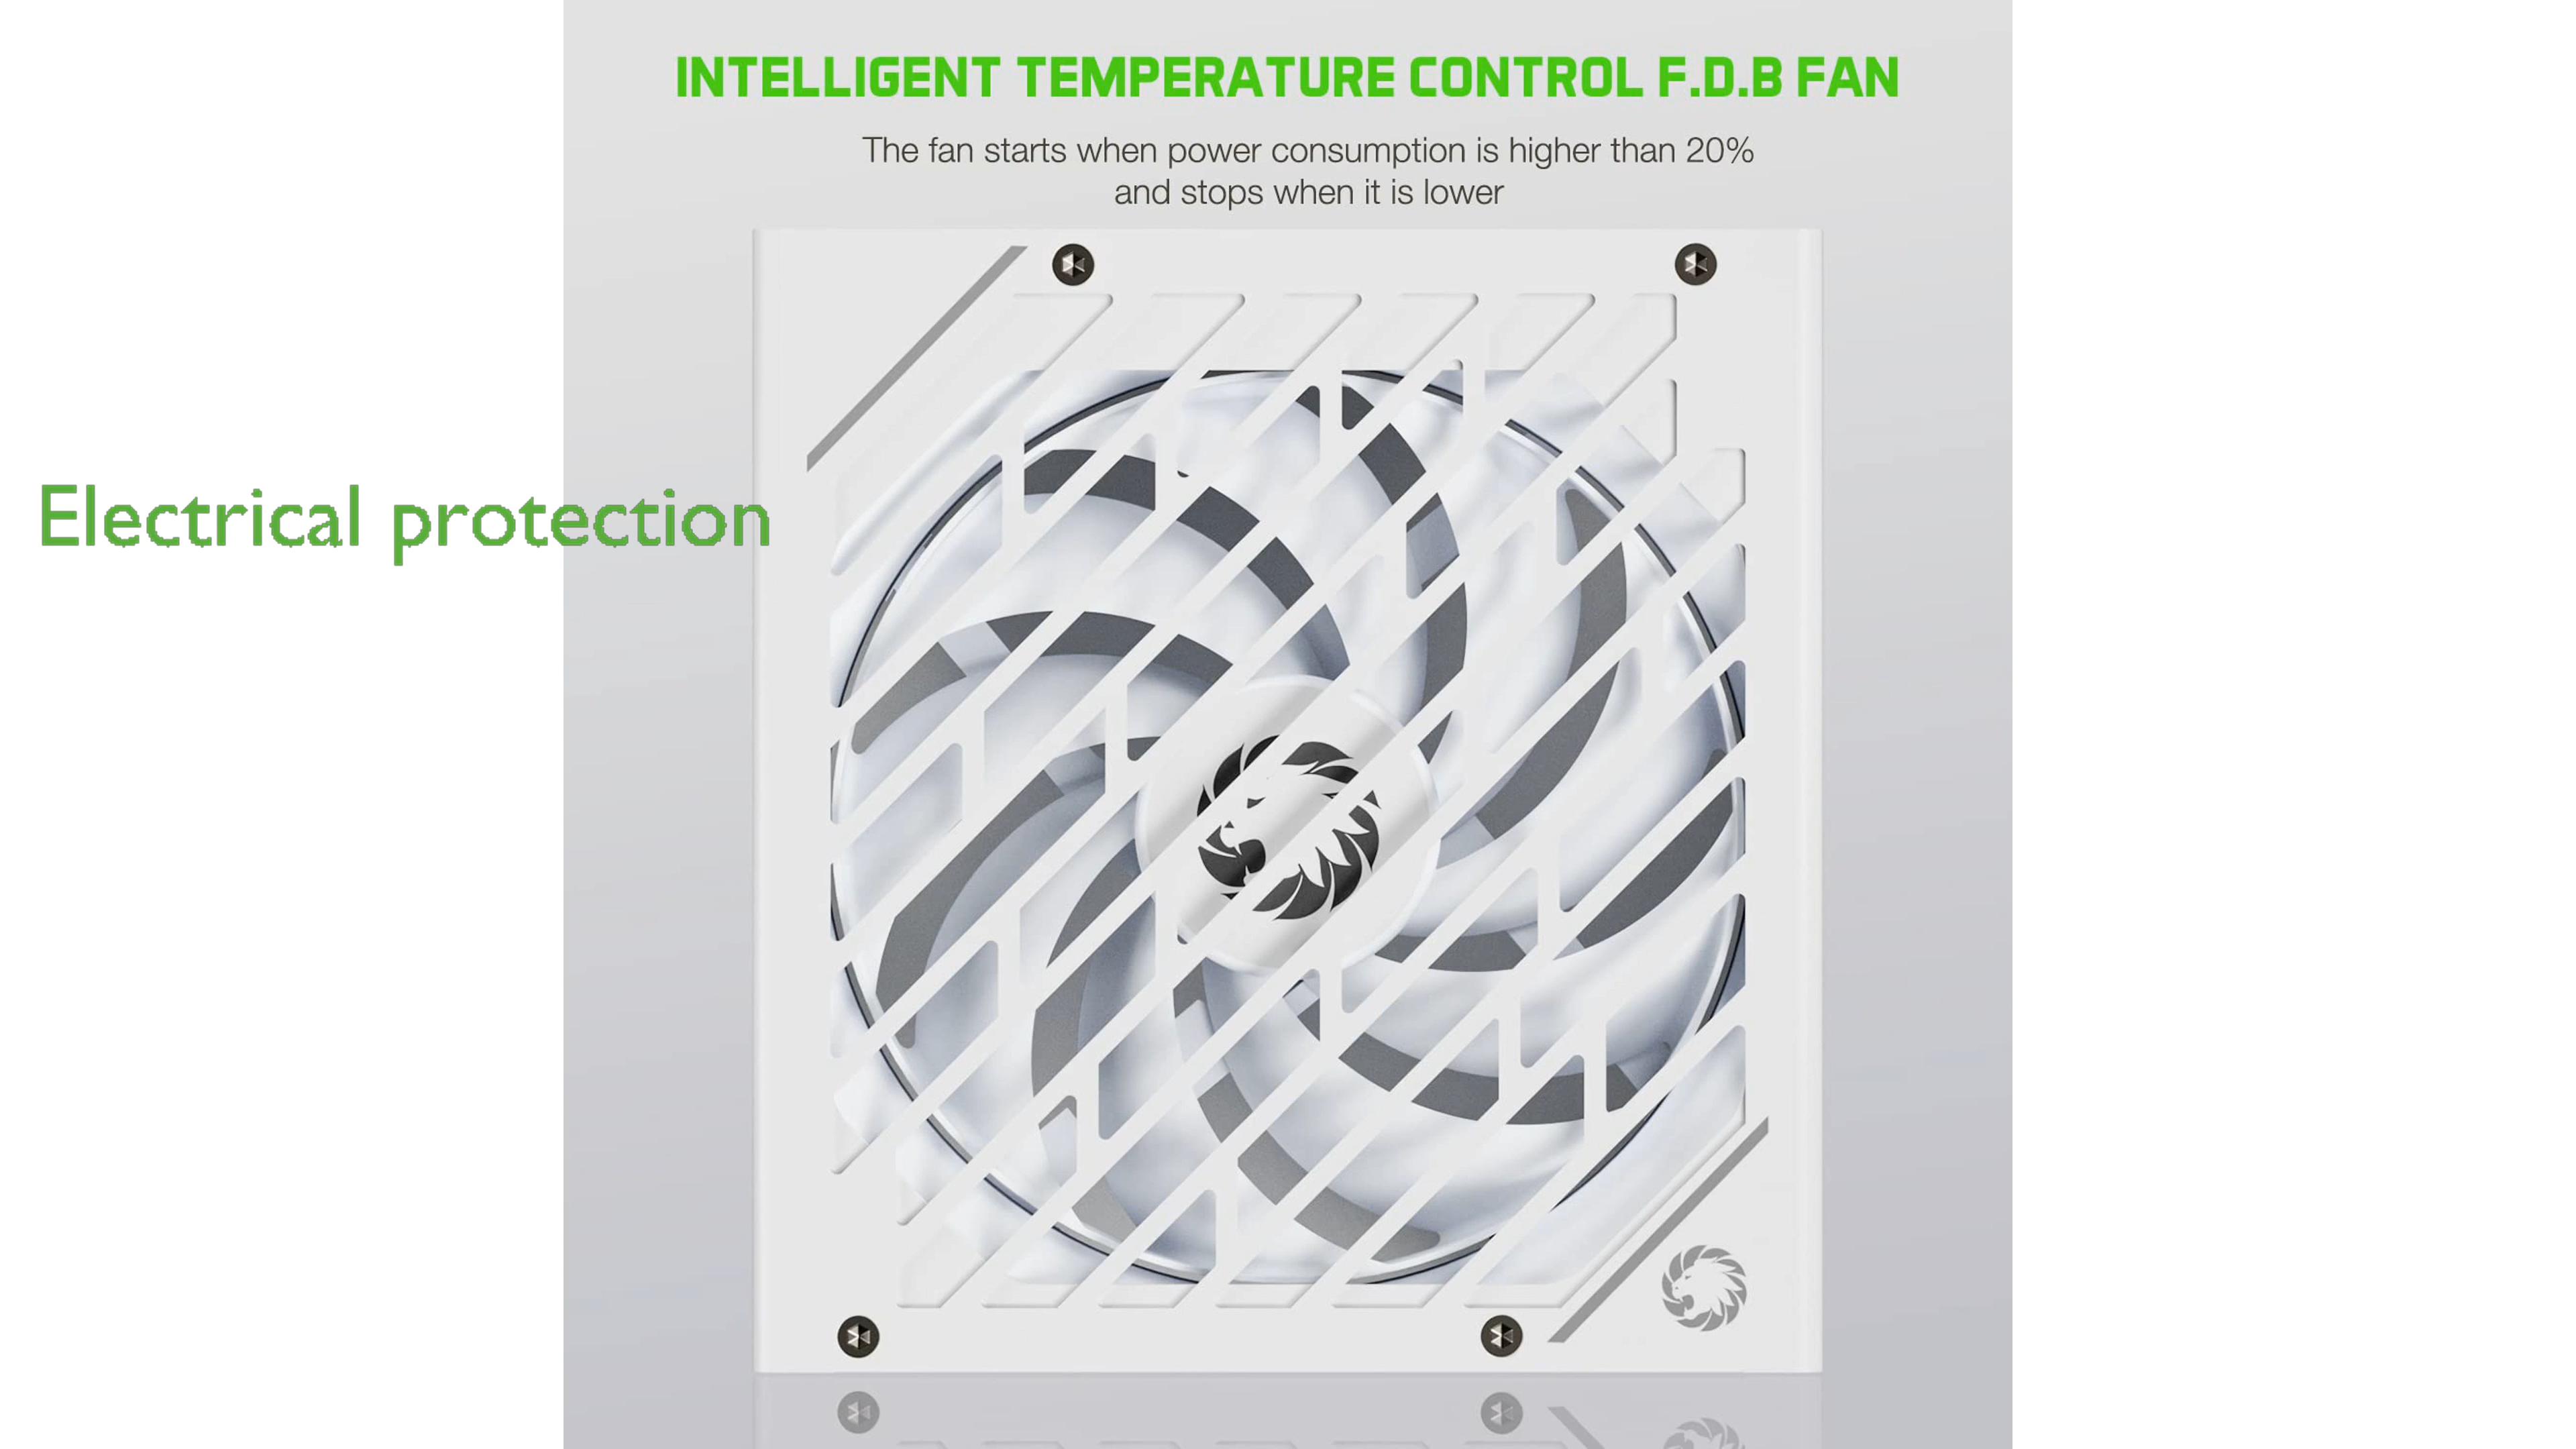 INTELLIGENT TEMPERATURE CONTROL F.D.B FAN
The fan starts when power consumption is higher than 20%
and stops when it is lower
Electrical protection